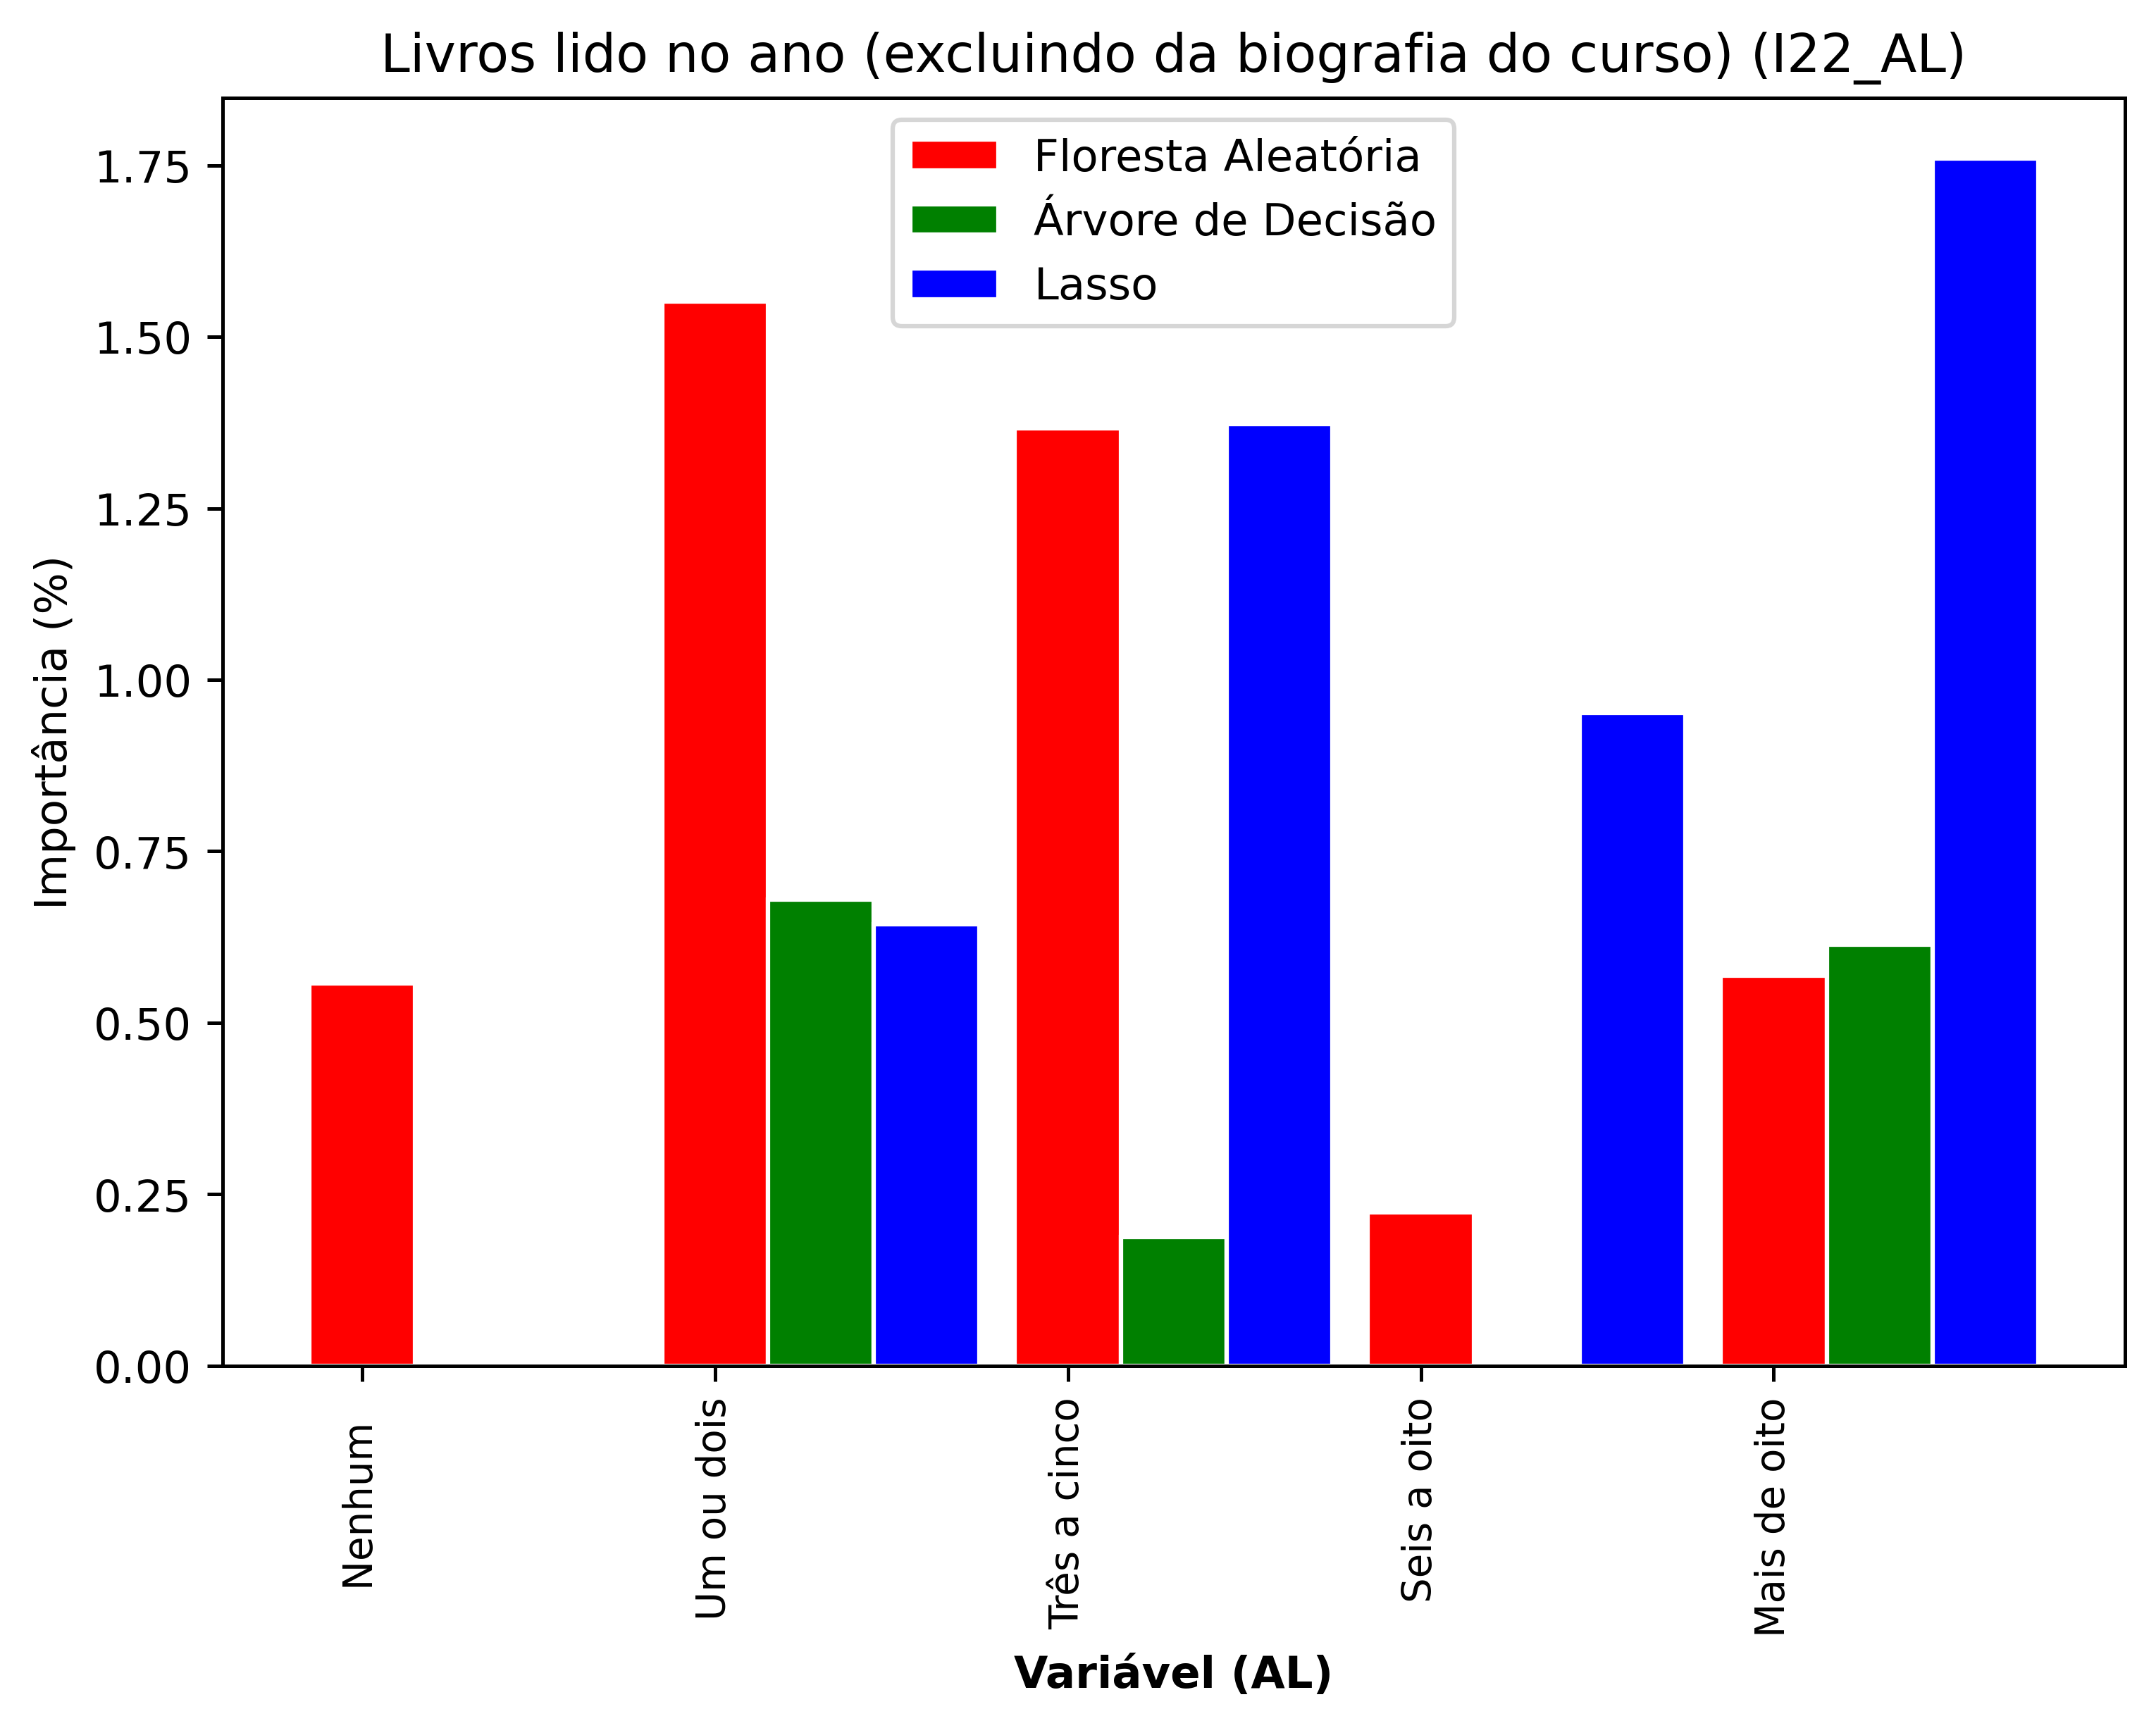 Livros lido no ano (excluindo da biografia do curso) (I22_AL)
Floresta Aleatória
Árvore de Decisão
Lasso
Importância (%)
1.75
1.50
1.25
1.00
0.75
0.50
0.25
0.00
Nenhum
Um ou dois
Três a cinco
Seis a oito
Mais de oito
Variável (AL)